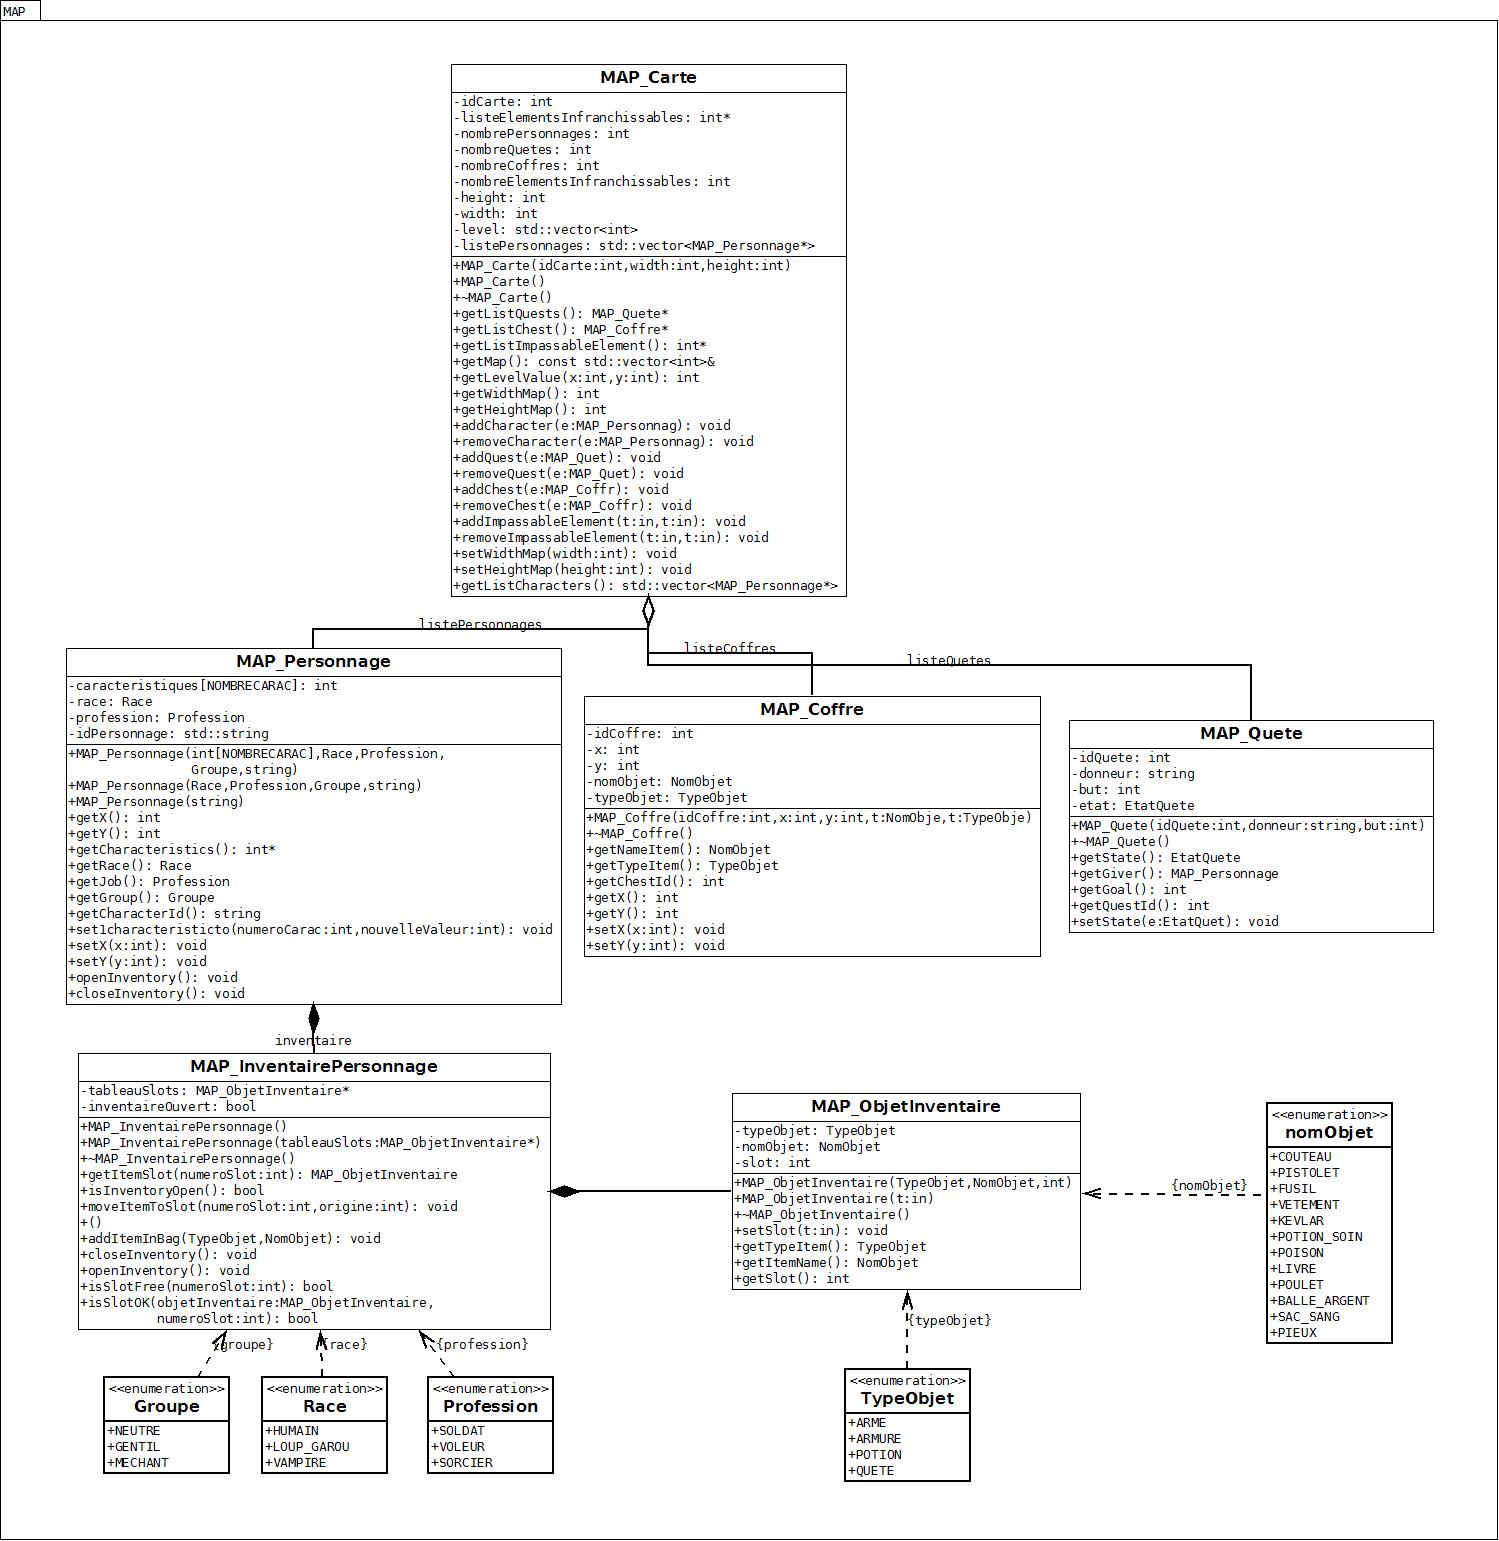 MAP
MAP_Carte
-idCarte: int
-listeElementsInfranchissables: int*
-nombrePersonnages: int
-nombreQuetes: int
-nombreCoffres: int
-nombreElementsInfranchissables: int
-height: int
-width: int
-level: std::vector<int>
-listePersonnages: std::vector<MAP_Personnage*>
+MAP_Carte(idCarte:int,width:int,height:int)
+MAP_Carte()
+~MAP_Carte()
+getListQuests(): MAP_Quete*
+getListChest(): MAP_Coffre*
+getListImpassableElement(): int*
+getMap(): const std::vector<int>&
+getLevelValue(x:int,y:int): int
+getWidthMap(): int
+getHeightMap(): int
+addCharacter(e:MAP_Personnag): void
+removeCharacter(e:MAP_Personnag): void
+addQuest(e:MAP_Quet): void
+removeQuest(e:MAP_Quet): void
+addChest(e:MAP_Coffr): void
+removeChest(e:MAP_Coffr): void
+addImpassableElement(t:in,t:in): void
+removeImpassableElement(t:in,t:in): void
+setWidthMap(width:int): void
+setHeightMap(height:int): void
+getListCharacters(): std::vector<MAP_Personnage*>
listePersonnages
listeCoffres
listeQuetes
MAP_Personnage
-caracteristiques[NOMBRECARAC]: int
-race: Race
-profession: Profession
-idPersonnage: std::string
+MAP_Personnage(int[NOMBRECARAC],Race,Profession,
Groupe,string)
+MAP_Personnage(Race,Profession,Groupe,string)
+MAP_Personnage(string)
+getX(): int
+getY(): int
+getCharacteristics(): int*
+getRace(): Race
+getJob(): Profession
+getGroup(): Groupe
+getCharacterId(): string
+set1characteristicto(numeroCarac:int,nouvelleValeur:int): void
+setX(x:int): void
+setY(y:int): void
+openInventory(): void
+closeInventory(): void
MAP_Coffre
-idCoffre: int
-x: int
-y: int
-nomObjet: NomObjet
-typeObjet: TypeObjet
+MAP_Coffre(idCoffre:int,x:int,y:int,t:NomObje,t:TypeObje)
+~MAP_Coffre()
+getNameItem(): NomObjet
+getTypeItem(): TypeObjet
+getChestId(): int
+getX(): int
+getY(): int
+setX(x:int): void
+setY(y:int): void
MAP_Quete
-idQuete: int
-donneur: string
-but: int
-etat: EtatQuete
+MAP_Quete(idQuete:int,donneur:string,but:int)
+~MAP_Quete()
+getState(): EtatQuete
+getGiver(): MAP_Personnage
+getGoal(): int
+getQuestId(): int
+setState(e:EtatQuet): void
inventaire
MAP_InventairePersonnage
-tableauSlots: MAP_ObjetInventaire*
-inventaireOuvert: bool
+MAP_InventairePersonnage()
+MAP_InventairePersonnage(tableauSlots:MAP_ObjetInventaire*)
+~MAP_InventairePersonnage()
+getItemSlot(numeroSlot:int): MAP_ObjetInventaire
+isInventoryOpen(): bool
+moveItemToSlot(numeroSlot:int,origine:int): void
+()
+addItemInBag(TypeObjet,NomObjet): void
+closeInventory(): void
+openInventory(): void
+isSlotFree(numeroSlot:int): bool
+isSlotOK(objetInventaire:MAP_ObjetInventaire,
numeroSlot:int): bool
MAP_ObjetInventaire
-typeObjet: TypeObjet
-nomObjet: NomObjet
-slot: int
+MAP_ObjetInventaire(TypeObjet,NomObjet,int)
+MAP_ObjetInventaire(t:in)
+~MAP_ObjetInventaire()
+setSlot(t:in): void
+getTypeItem(): TypeObjet
+getItemName(): NomObjet
+getSlot(): int
{nomObjet}
<<enumeration>>
nomObjet
+COUTEAU
+PISTOLET
+FUSIL
+VETEMENT
+KEVLAR
+POTION_SOIN
+POISON
+LIVRE
+POULET
+BALLE_ARGENT
+SAC_SANG
+PIEUX
{groupe}
{race}
{profession}
{typeObjet}
<<enumeration>>
Groupe
+NEUTRE
+GENTIL
+MECHANT
<<enumeration>>
Race
+HUMAIN
+LOUP_GAROU
+VAMPIRE
<<enumeration>>
Profession
+SOLDAT
+VOLEUR
+SORCIER
<<enumeration>>
TypeObjet
+ARME
+ARMURE
+POTION
+QUETE